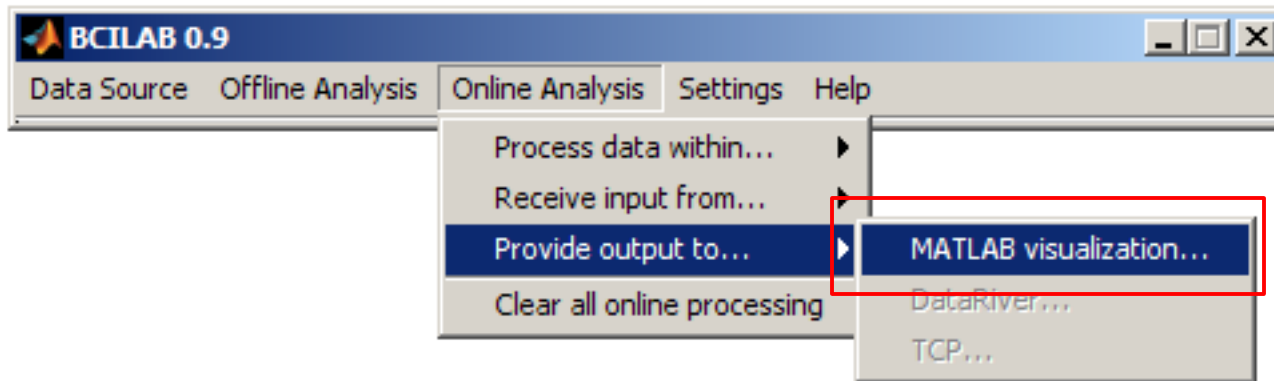 BCILAB 0.9
Data Source Offline Analysis Online Analysis Settings Help
Process data within...
Receive input from...
Provide output to... MATLAB visualization...
Clear all online processing DataRiver...
TCP...